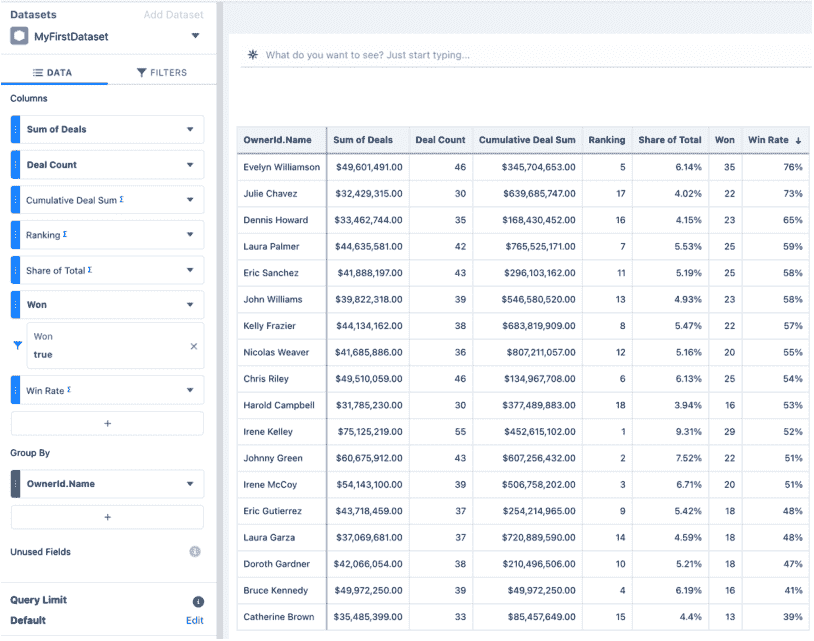 Datasets
Add Dataset
MyFirstDataset
DATA
FILTERS
Columns
Sum of Deals
Deal Count
Cumulative Deal Sum Σ
Ranking Σ
Share of Total Σ
Won
Won
true
Win Rate Σ
+
Group By
OwnerId.Name
+
Unused Fields
Query Limit
Default
Edit
What do you want to see? Just start typing...
OwnerId.Name Sum of Deals Deal Count Cumulative Deal Sum Ranking Share of Total Won Win Rate ↓
Evelyn Williamson $49,601,491.00 46 $345,704,653.00 5 6.14% 35 76%
Julie Chavez $32,429,315.00 30 $639,685,747.00 17 4.02% 22 73%
Dennis Howard $33,462,744.00 35 $168,430,452.00 16 4.15% 23 65%
Laura Palmer $44,635,581.00 42 $765,525,171.00 7 5.53% 25 59%
Eric Sanchez $41,888,197.00 43 $296,103,162.00 11 5.19% 25 58%
John Williams $39,822,318.00 39 $546,580,520.00 13 4.93% 23 58%
Kelly Frazier $44,134,162.00 38 $683,819,909.00 8 5.47% 22 57%
Nicolas Weaver $41,685,886.00 36 $807,211,057.00 12 5.16% 20 55%
Chris Riley $49,510,059.00 46 $134,967,708.00 6 6.13% 25 54%
Harold Campbell $31,785,230.00 30 $377,489,883.00 18 3.94% 16 53%
Irene Kelley $75,125,219.00 55 $452,615,102.00 1 9.31% 29 52%
Johnny Green $60,675,912.00 43 $607,256,432.00 2 7.52% 22 51%
Irene McCoy $54,143,100.00 39 $506,758,202.00 3 6.71% 20 51%
Eric Gutierrez $43,718,459.00 37 $254,214,965.00 9 5.42% 18 48%
Laura Garza $37,069,681.00 37 $720,889,590.00 14 4.59% 18 48%
Doroth Gardner $42,066,054.00 38 $210,496,506.00 10 5.21% 18 47%
Bruce Kennedy $49,972,250.00 39 $49,972,250.00 4 6.19% 16 41%
Catherine Brown $35,485,399.00 33 $85,457,649.00 15 4.4% 13 39%